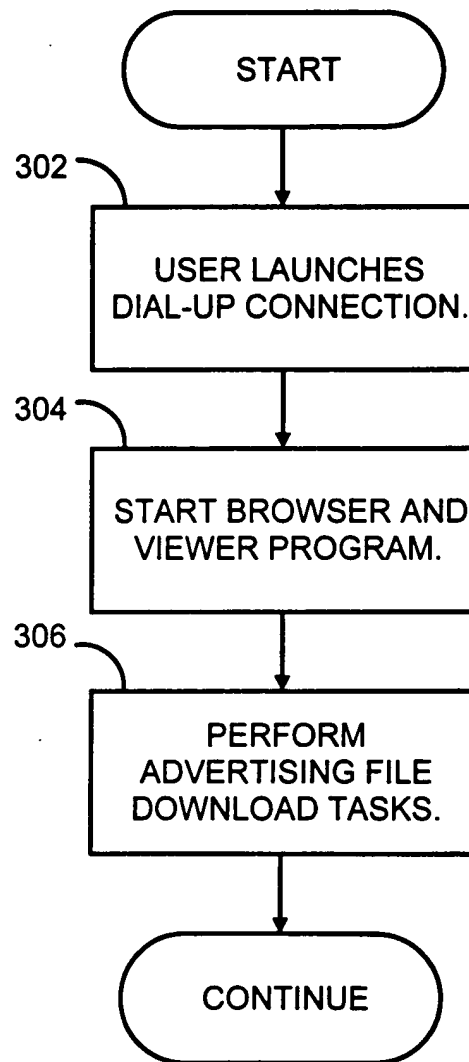 START
302
USER LAUNCHES
DIAL-UP CONNECTION.
304
START BROWSER AND
VIEWER PROGRAM.
306
PERFORM
ADVERTISING FILE
DOWNLOAD TASKS.
CONTINUE